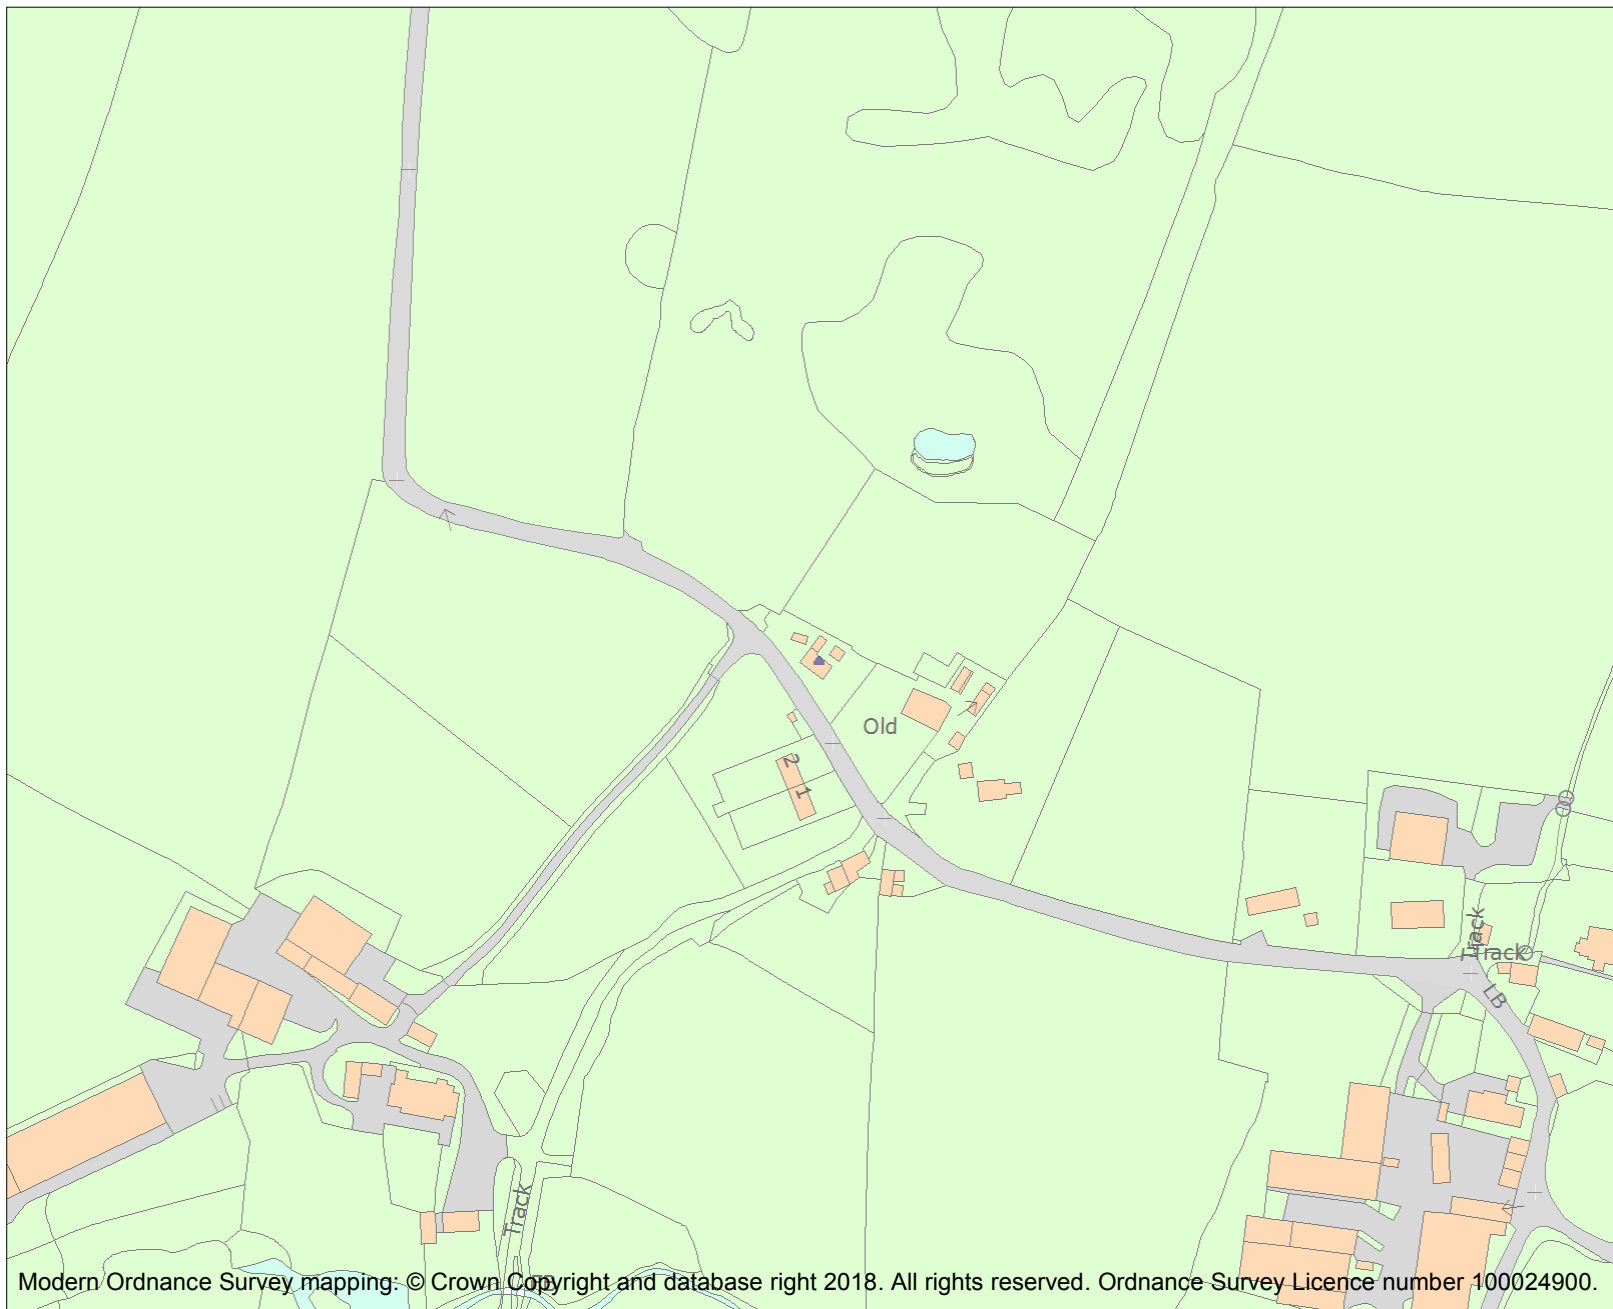 Old
2
1
Track
Track
LB
Track
Modern Ordnance Survey mapping: © Crown Copyright and database right 2018. All rights reserved. Ordnance Survey Licence number 100024900.